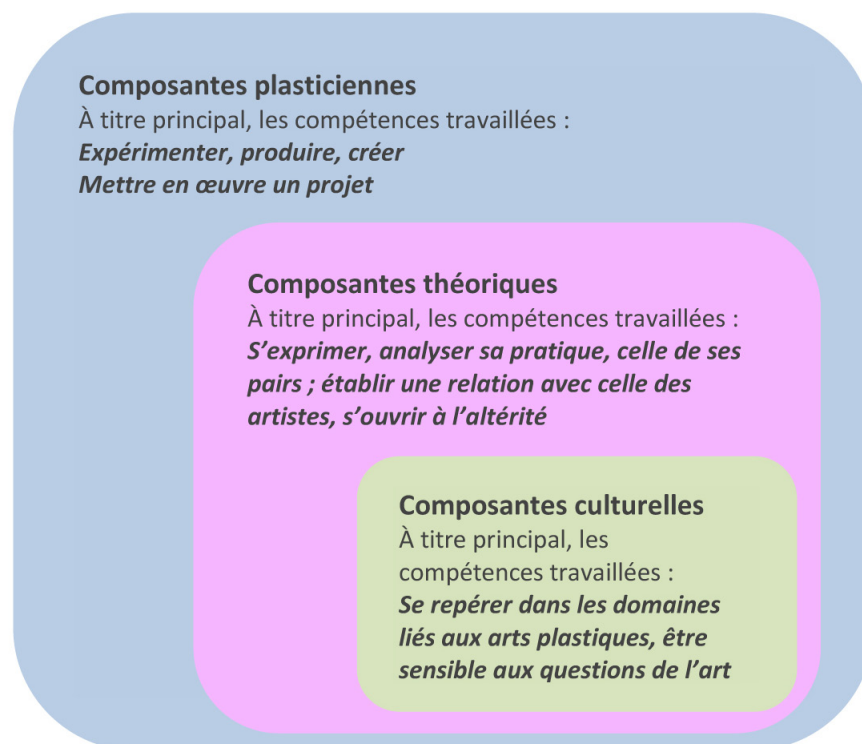 Composantes plasticiennes
À titre principal, les compétences travaillées :
Expérimenter, produire, créer
Mettre en œuvre un projet
Composantes théoriques
À titre principal, les compétences travaillées :
S’exprimer, analyser sa pratique, celle de ses
pairs ; établir une relation avec celle des
artistes, s’ouvrir à l’altérité
Composantes culturelles
À titre principal, les
compétences travaillées :
Se repérer dans les domaines
liés aux arts plastiques, être
sensible aux questions de l’art